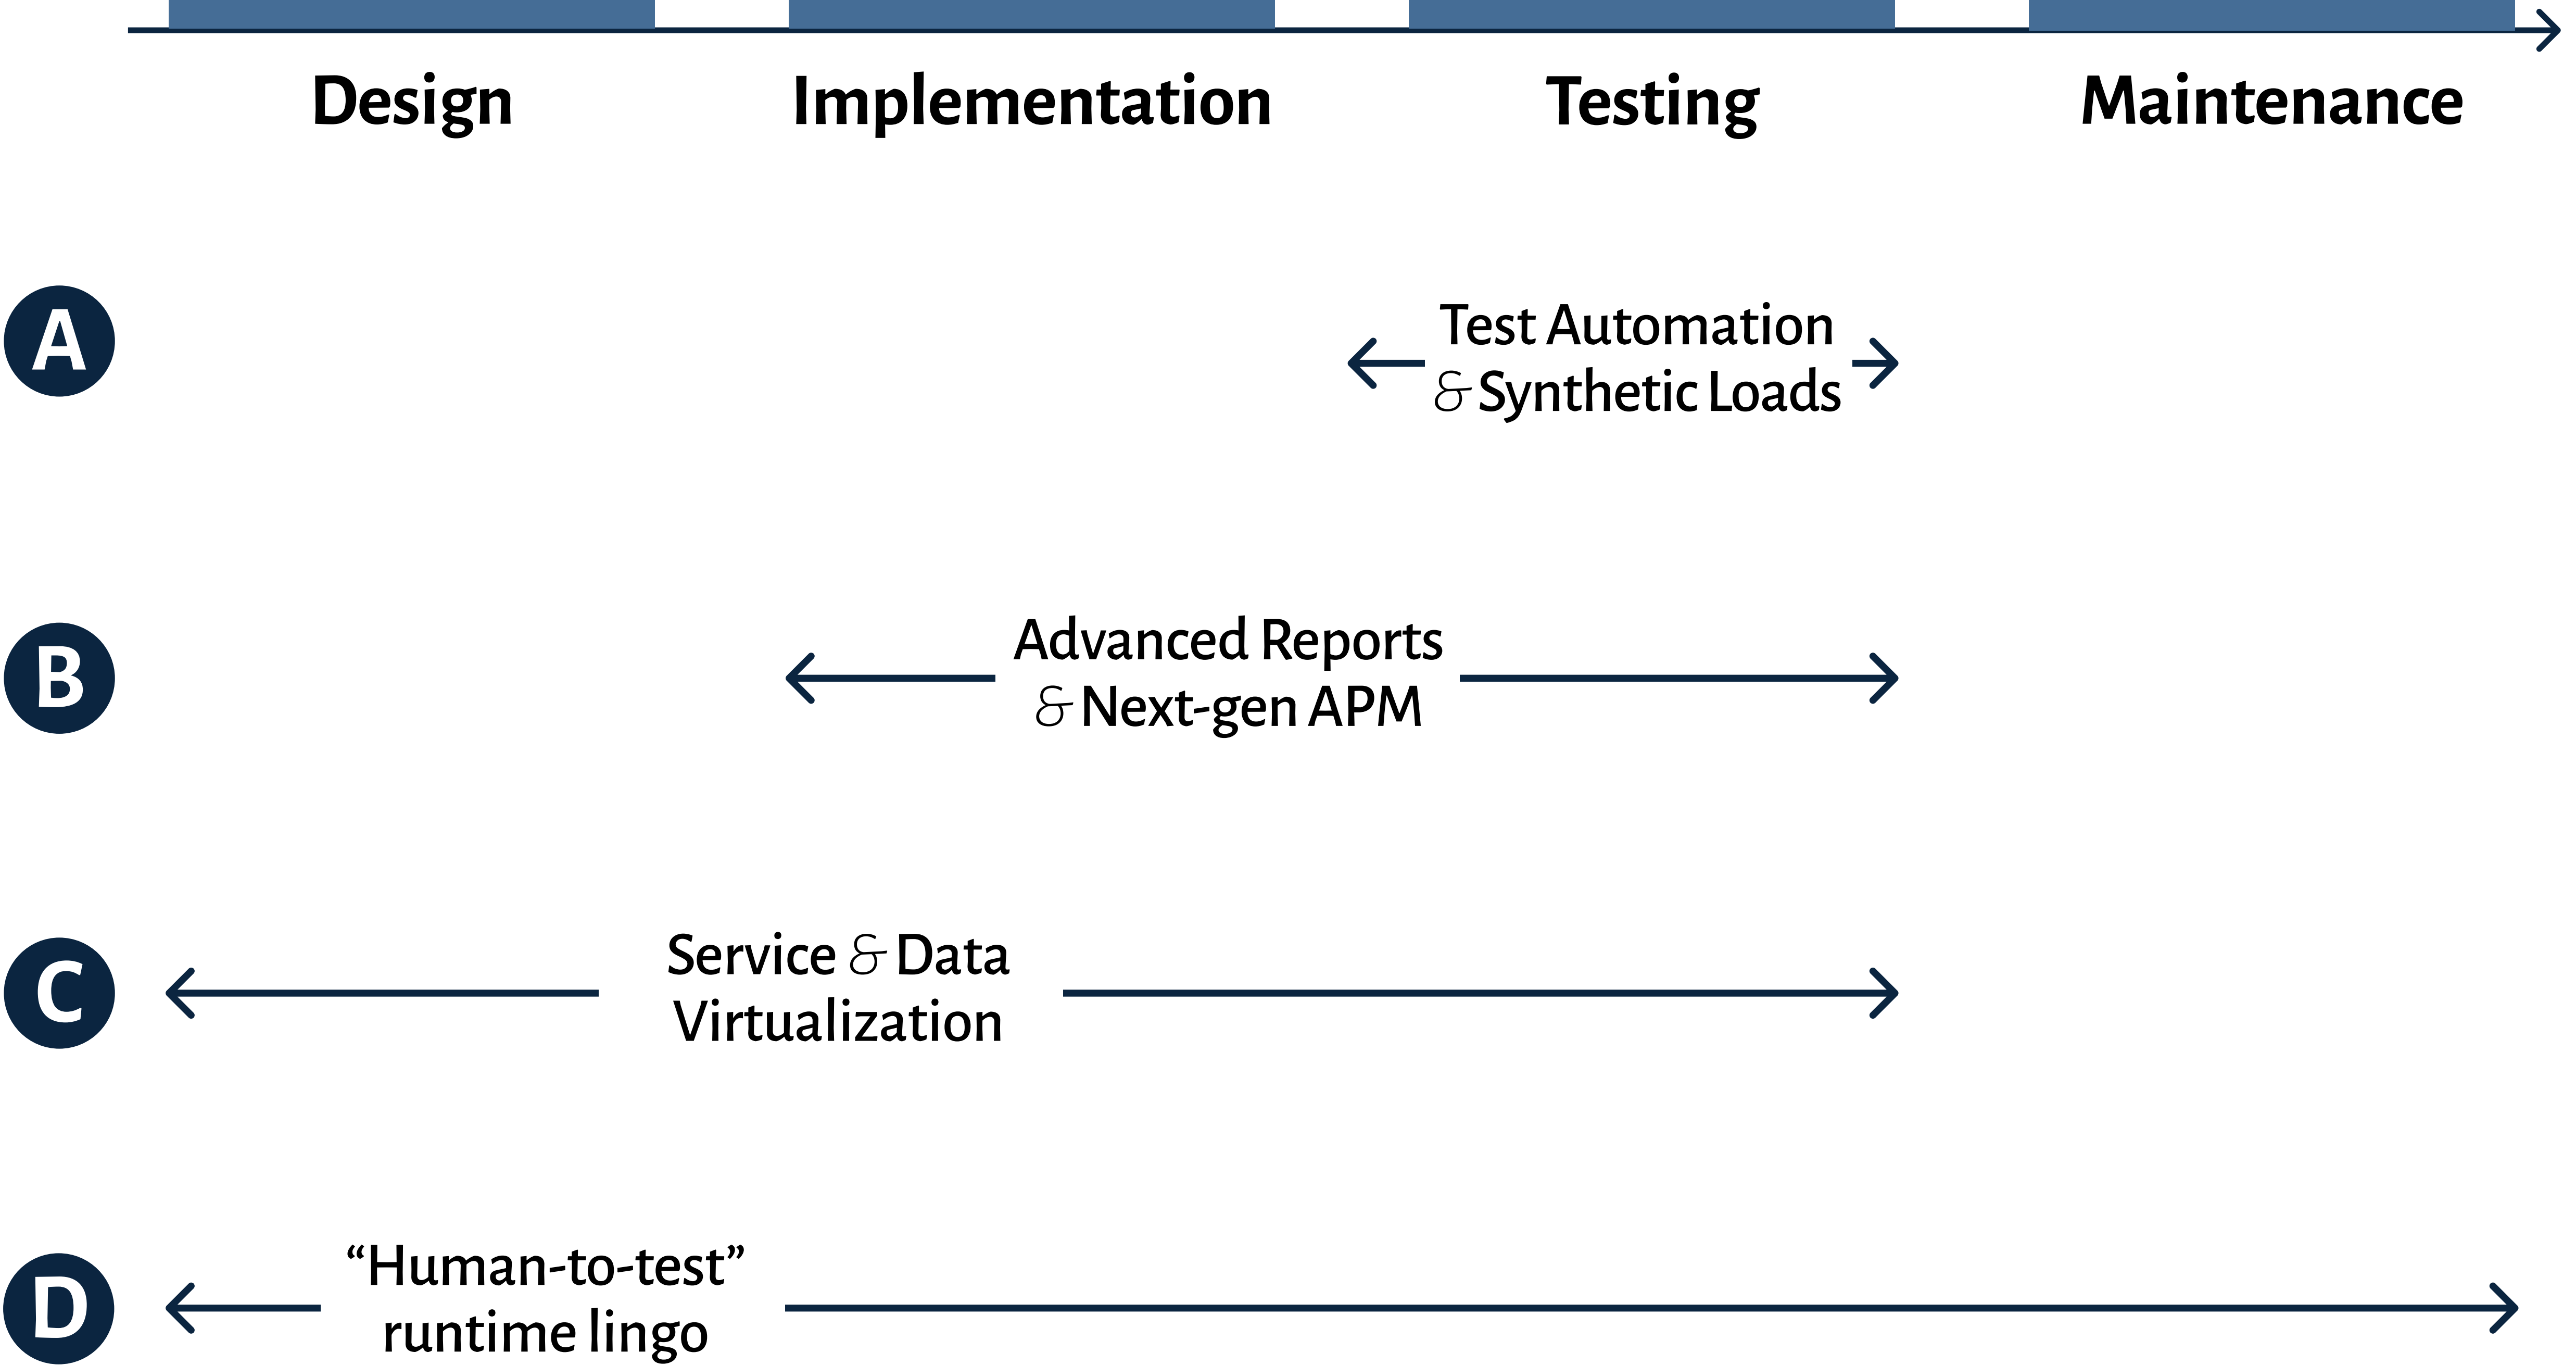 Design Implementation Testing Maintenance
A
Test Automation
& Synthetic Loads
B
Advanced Reports
& Next-gen APM
C
Service & Data
Virtualization
D
“Human-to-test”
runtime lingo